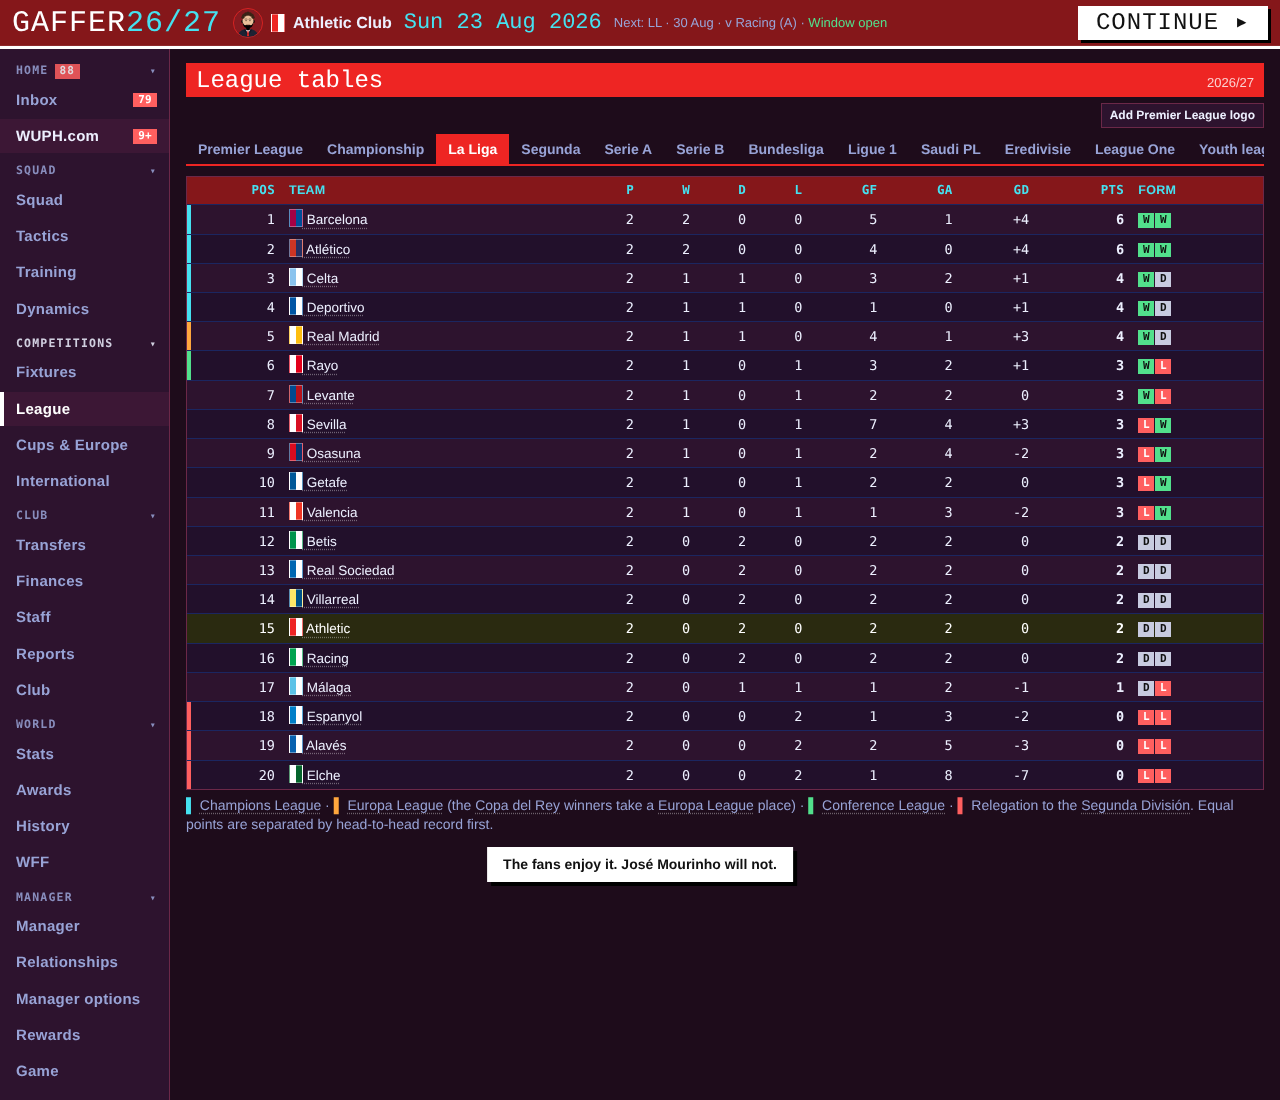 GAFFER26/27 Athletic Club Sun 23 Aug 2026 Next: LL · 30 Aug · v Racing (A) · Window open CONTINUE ►
HOME 88 ▾
Inbox 79
WUPH.com 9+
SQUAD ▾
Squad
Tactics
Training
Dynamics
COMPETITIONS ▾
Fixtures
League
Cups & Europe
International
CLUB ▾
Transfers
Finances
Staff
Reports
Club
WORLD ▾
Stats
Awards
History
WFF
MANAGER ▾
Manager
Relationships
Manager options
Rewards
Game
League tables 2026/27
Add Premier League logo
Premier League Championship La Liga Segunda Serie A Serie B Bundesliga Ligue 1 Saudi PL Eredivisie League One Youth leag
POS TEAM P W D L GF GA GD PTS FORM
1 Barcelona 2 2 0 0 5 1 +4 6 W W
2 Atlético 2 2 0 0 4 0 +4 6 W W
3 Celta 2 1 1 0 3 2 +1 4 W D
4 Deportivo 2 1 1 0 1 0 +1 4 W D
5 Real Madrid 2 1 1 0 4 1 +3 4 W D
6 Rayo 2 1 0 1 3 2 +1 3 W L
7 Levante 2 1 0 1 2 2 0 3 W L
8 Sevilla 2 1 0 1 7 4 +3 3 L W
9 Osasuna 2 1 0 1 2 4 -2 3 L W
10 Getafe 2 1 0 1 2 2 0 3 L W
11 Valencia 2 1 0 1 1 3 -2 3 L W
12 Betis 2 0 2 0 2 2 0 2 D D
13 Real Sociedad 2 0 2 0 2 2 0 2 D D
14 Villarreal 2 0 2 0 2 2 0 2 D D
15 Athletic 2 0 2 0 2 2 0 2 D D
16 Racing 2 0 2 0 2 2 0 2 D D
17 Málaga 2 0 1 1 1 2 -1 1 D L
18 Espanyol 2 0 0 2 1 3 -2 0 L L
19 Alavés 2 0 0 2 2 5 -3 0 L L
20 Elche 2 0 0 2 1 8 -7 0 L L
Champions League · Europa League (the Copa del Rey winners take a Europa League place) · Conference League · Relegation to the Segunda División. Equal
points are separated by head-to-head record first.
The fans enjoy it. José Mourinho will not.